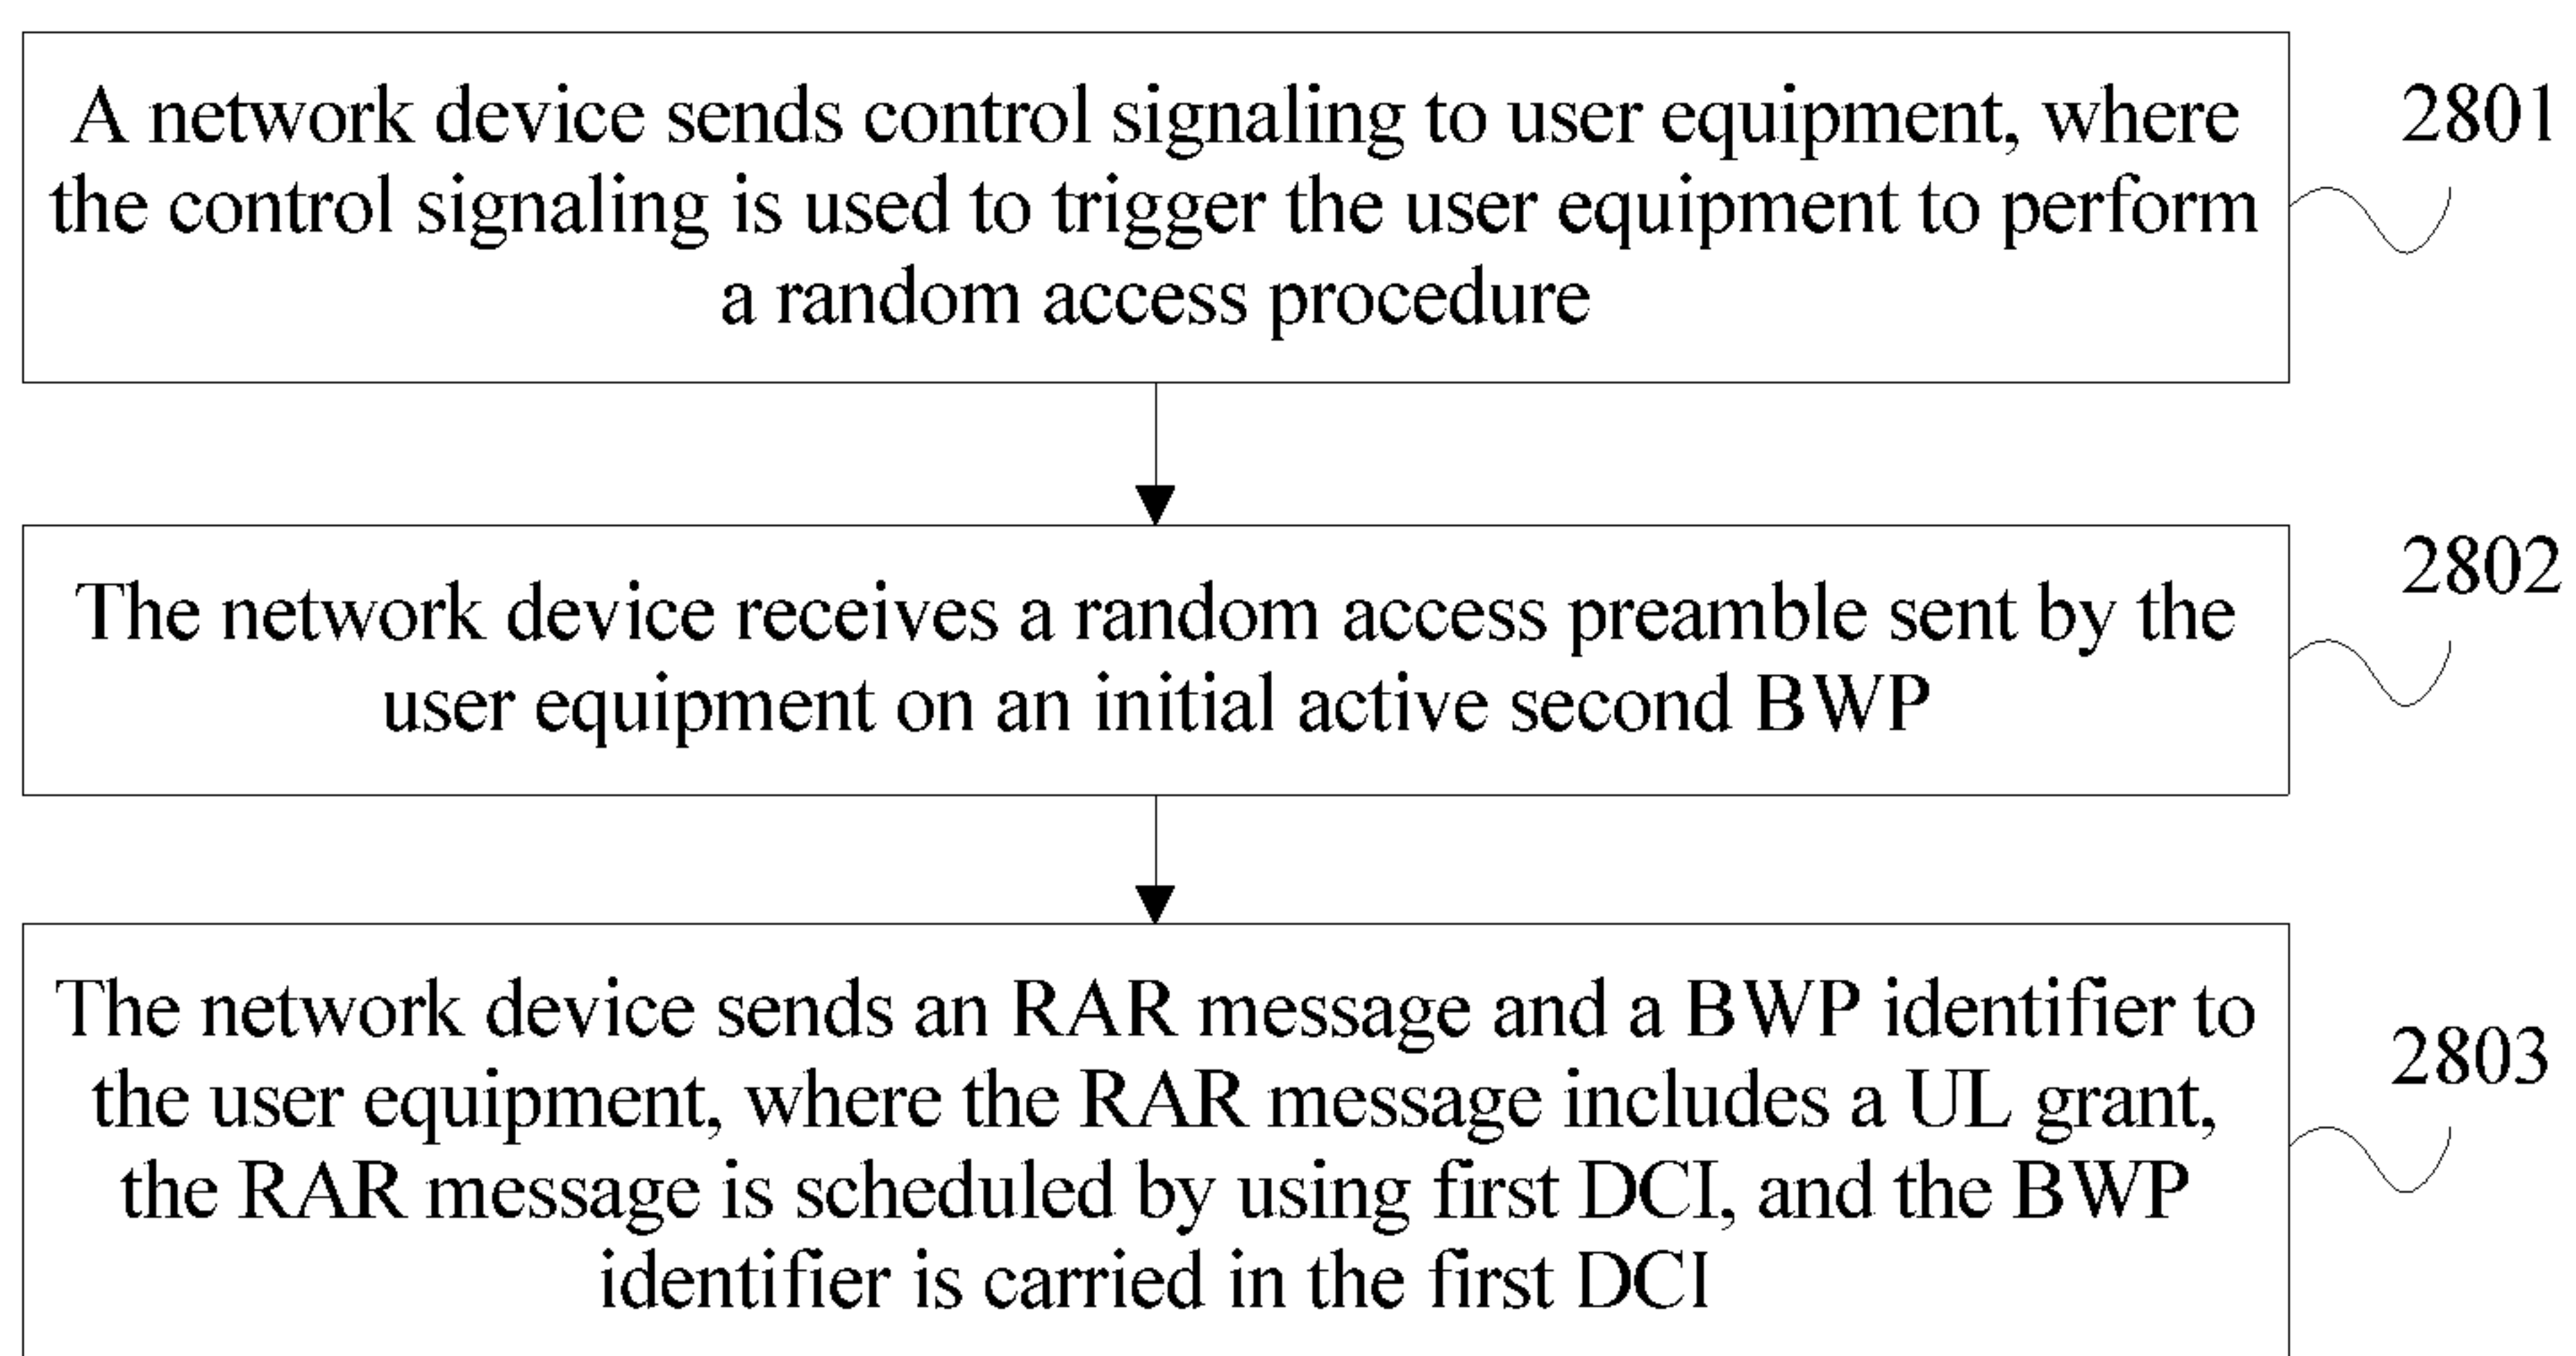 A network device sends control signaling to user equipment, where
the control signaling is used to trigger the user equipment to perform
a random access procedure
2801
The network device receives a random access preamble sent by the
user equipment on an initial active second BWP
2802
The network device sends an RAR message and a BWP identifier to
the user equipment, where the RAR message includes a UL grant,
the RAR message is scheduled by using first DCI, and the BWP
identifier is carried in the first DCI
2803